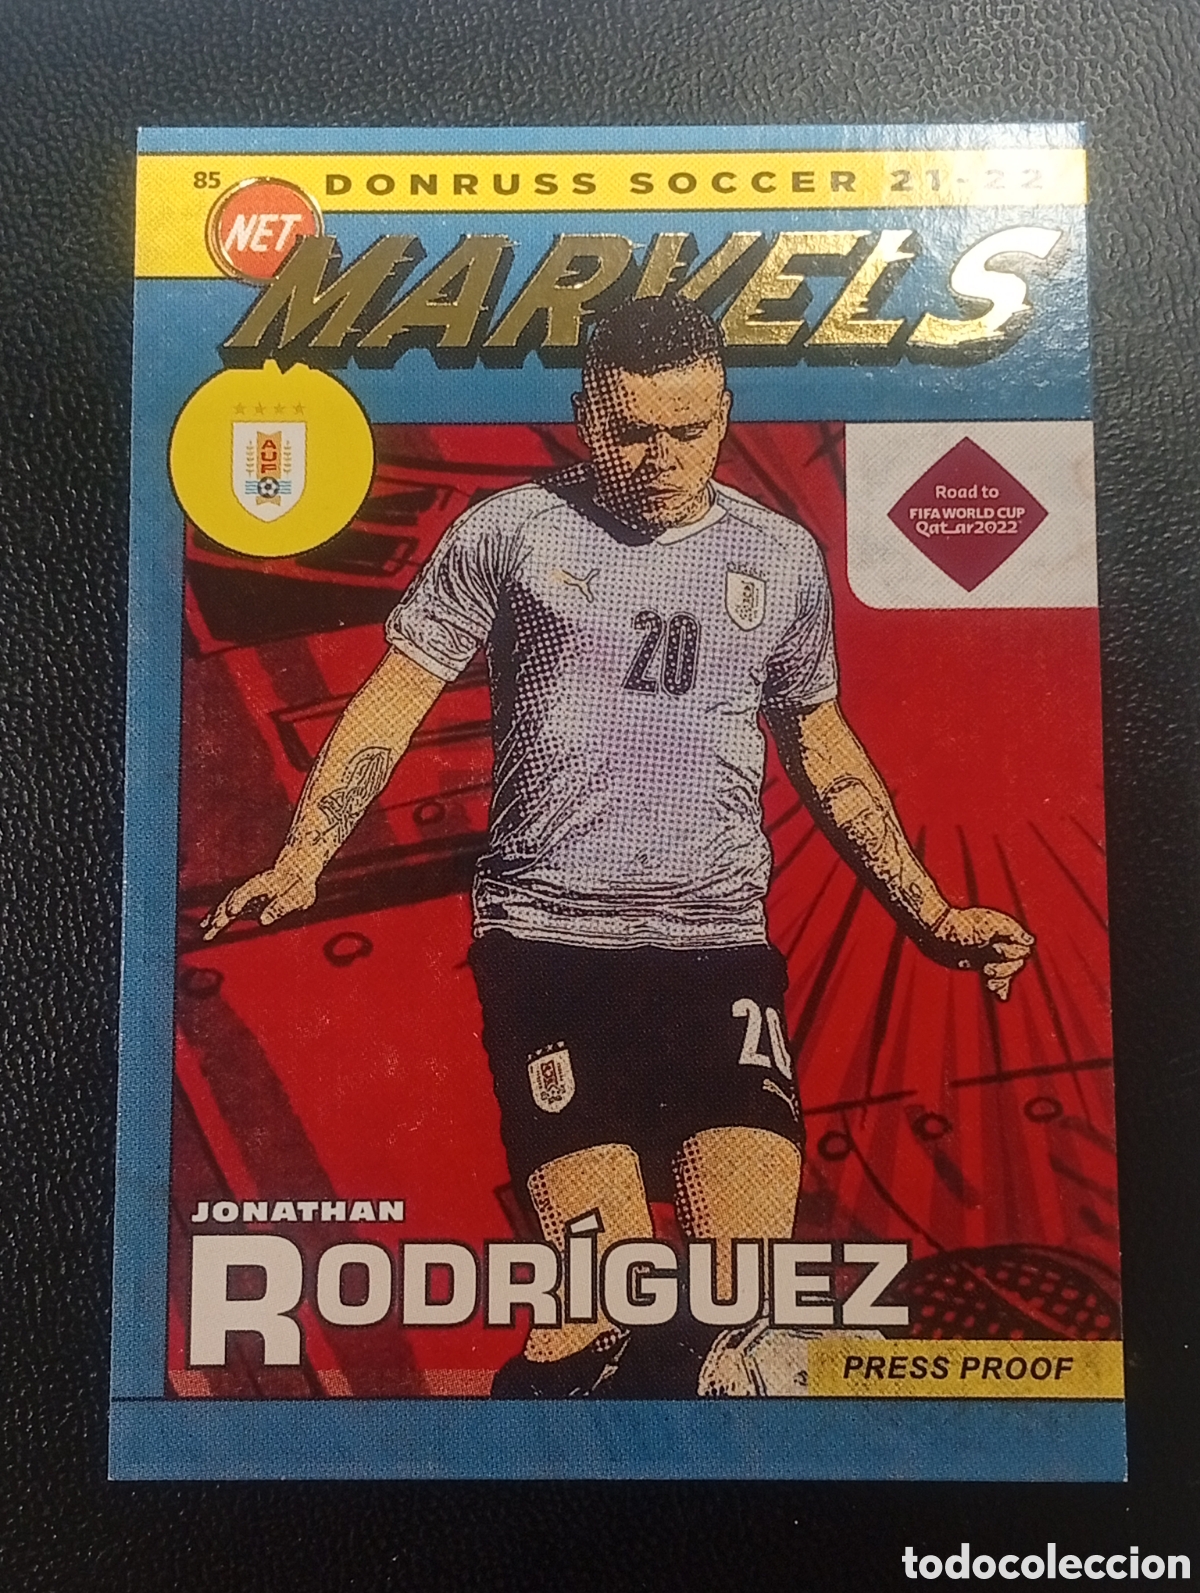 85
DONRUSS SOCCER 21-22
NET
MARVELS
AUF
Road to
FIFA WORLD CUP
Qatar2022
20
20
JONATHAN
RODRÍGUEZ
PRESS PROOF
todocoleccion